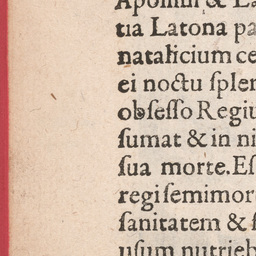 Apollini & La
tia Latona pa
natalicium ce
ei noctu ſplen
obſeſſo Regiu
ſumat & in ni
ſua morte. Eſ
regi ſemimor
ſanitatem & ſ
uſum nutrieb